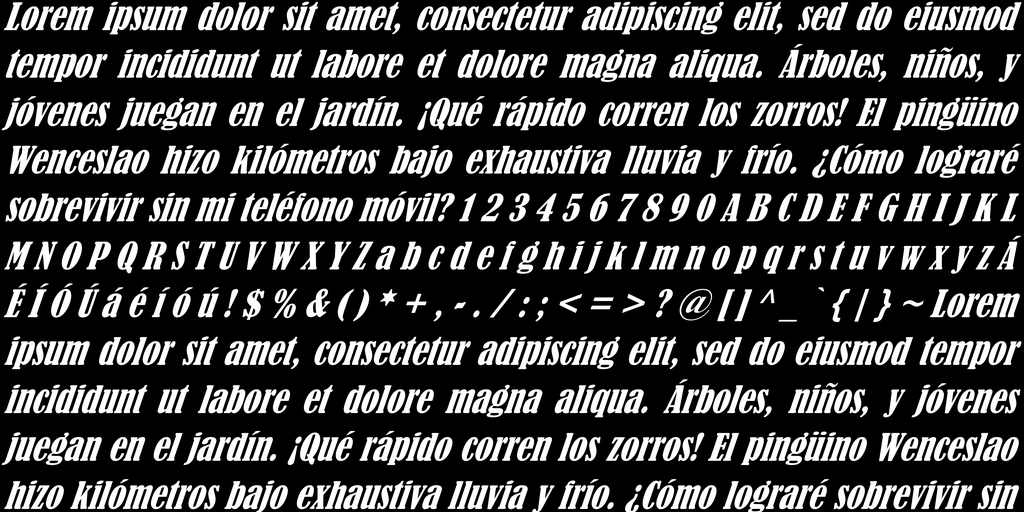 Lorem ipsum dolor sit amet, consectetur adipiscing elit, sed do eiusmod
tempor incididunt ut labore et dolore magna aliqua. Árboles, niños, y
jóvenes juegan en el jardín. ¡Qué rápido corren los zorros! El pingüino
Wenceslao hizo kilómetros bajo exhaustiva lluvia y frío. ¿Cómo lograré
sobrevivir sin mi teléfono móvil? 1 2 3 4 5 6 7 8 9 0 A B C D E F G H I J K L
M N O P Q R S T U V W X Y Z a b c d e f g h i j k l m n o p q r s t u v w x y z Á
É Í Ó Ú á é í ó ú ! $ % & ( ) * + , - . / : ; < = > ? @ [ ] ^ _ ` { | } ~ Lorem
ipsum dolor sit amet, consectetur adipiscing elit, sed do eiusmod tempor
incididunt ut labore et dolore magna aliqua. Árboles, niños, y jóvenes
juegan en el jardín. ¡Qué rápido corren los zorros! El pingüino Wenceslao
hizo kilómetros bajo exhaustiva lluvia y frío. ¿Cómo lograré sobrevivir sin